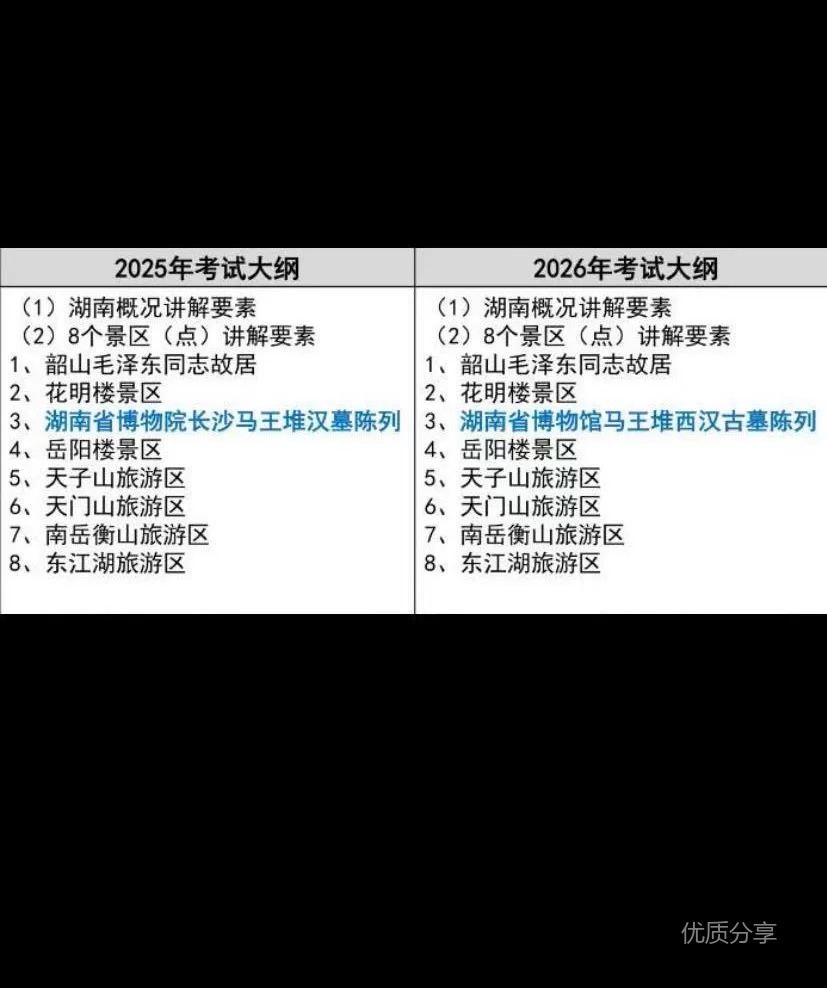 2025年考试大纲
（1）湖南概况讲解要素
（2）8个景区（点）讲解要素
1、韶山毛泽东同志故居
2、花明楼景区
3、湖南省博物院长沙马王堆汉墓陈列
4、岳阳楼景区
5、天子山旅游区
6、天门山旅游区
7、南岳衡山旅游区
8、东江湖旅游区
2026年考试大纲
（1）湖南概况讲解要素
（2）8个景区（点）讲解要素
1、韶山毛泽东同志故居
2、花明楼景区
3、湖南省博物馆马王堆西汉古墓陈列
4、岳阳楼景区
5、天子山旅游区
6、天门山旅游区
7、南岳衡山旅游区
8、东江湖旅游区
优质分享